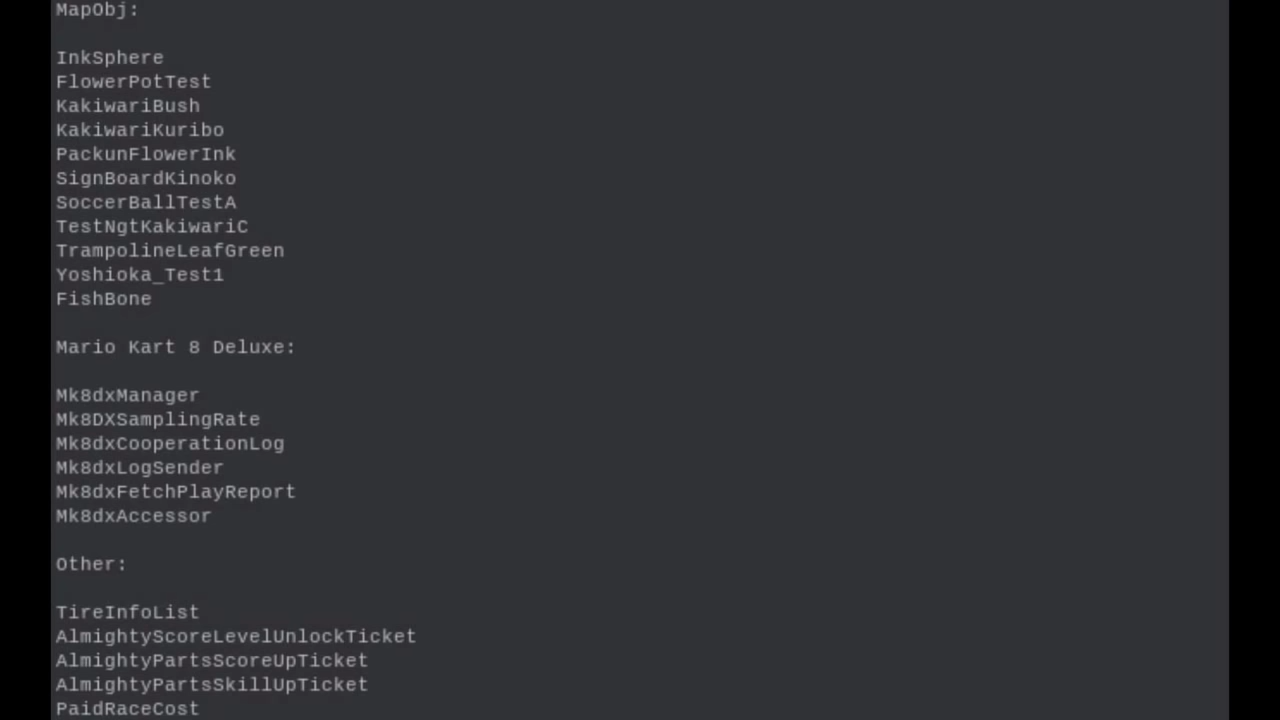 MapObj:
InkSphere
FlowerPotTest
KakiwariBush
KakiwariKuribo
PackunFlowerInk
SignBoardKinoko
SoccerBallTestA
TestNgtKakiwariC
TrampolineLeafGreen
Yoshioka_Test1
FishBone
Mario Kart 8 Deluxe:
Mk8dxManager
Mk8DXSamplingRate
Mk8dxCooperationLog
Mk8dxLogSender
Mk8dxFetchPlayReport
Mk8dxAccessor
Other:
TireInfoList
AlmightyScoreLevelUnlockTicket
AlmightyPartsScoreUpTicket
AlmightyPartsSkillUpTicket
PaidRaceCost